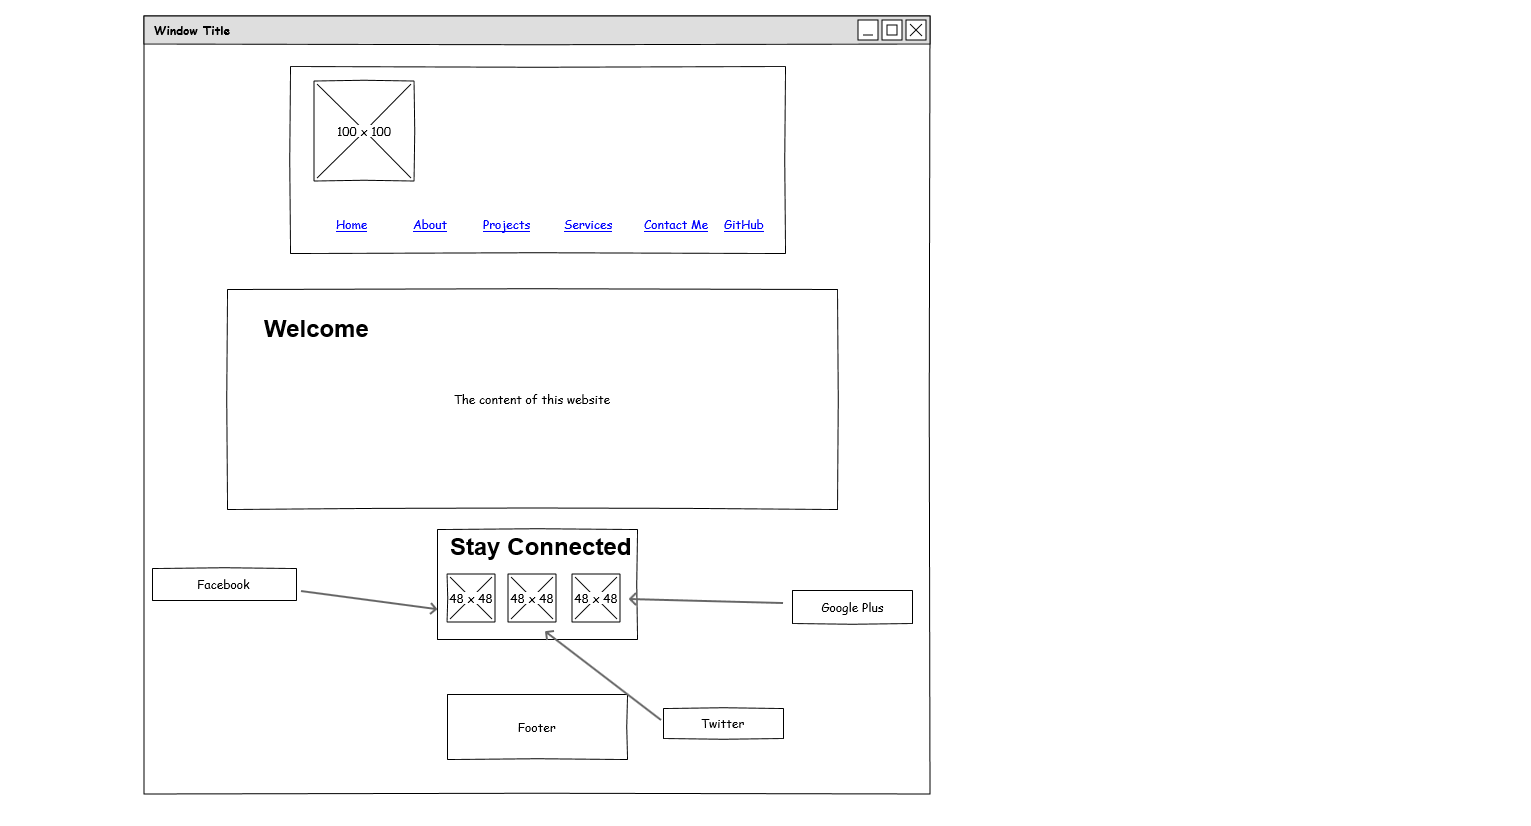 Window Title
100 x 100
Home About Projects Services Contact Me GitHub
Welcome
The content of this website
Stay Connected
Facebook
48 x 48 48 x 48 48 x 48
Google Plus
Footer
Twitter